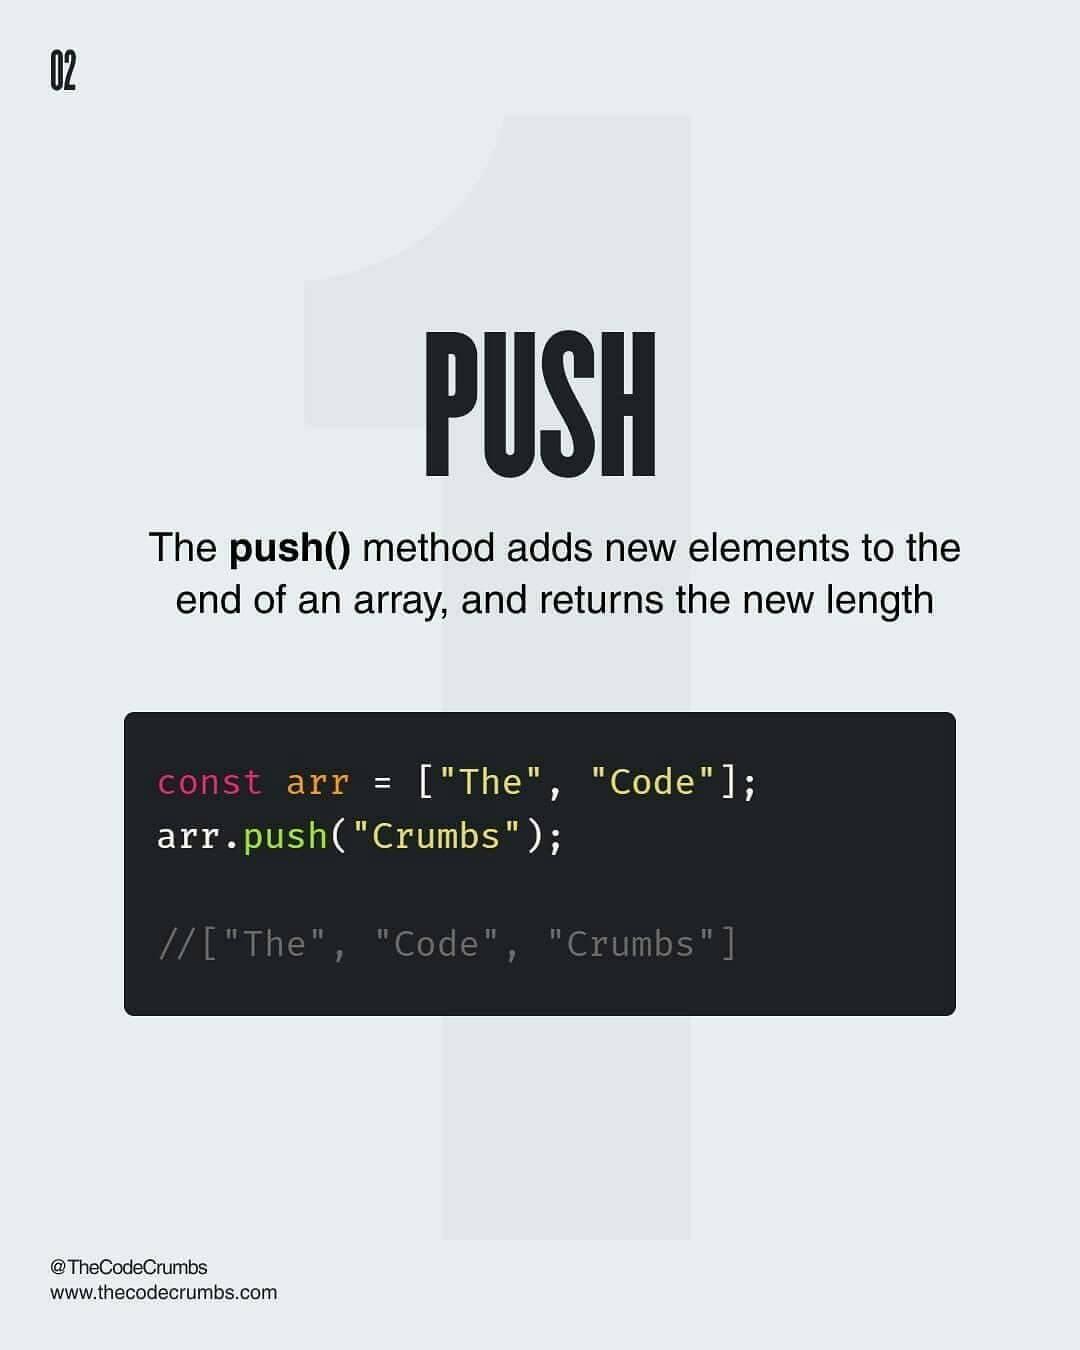 02
1
PUSH
The push() method adds new elements to the
end of an array, and returns the new length
const arr = ["The", "Code"];
arr.push("Crumbs");
//["The", "Code", "Crumbs"]
@TheCodeCrumbs
www.thecodecrumbs.com